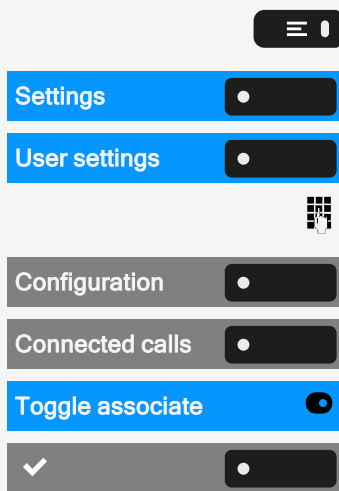 Settings
User settings
Configuration
Connected calls
Toggle associate